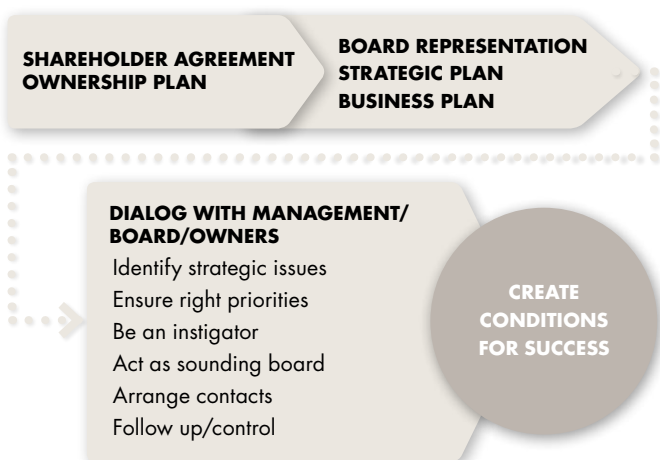 SHAREHOLDER AGREEMENT
OWNERSHIP PLAN
BOARD REPRESENTATION
STRATEGIC PLAN
BUSINESS PLAN
DIALOG WITH MANAGEMENT/
BOARD/OWNERS
Identify strategic issues
Ensure right priorities
Be an instigator
Act as sounding board
Arrange contacts
Follow up/control
CREATE
CONDITIONS
FOR SUCCESS